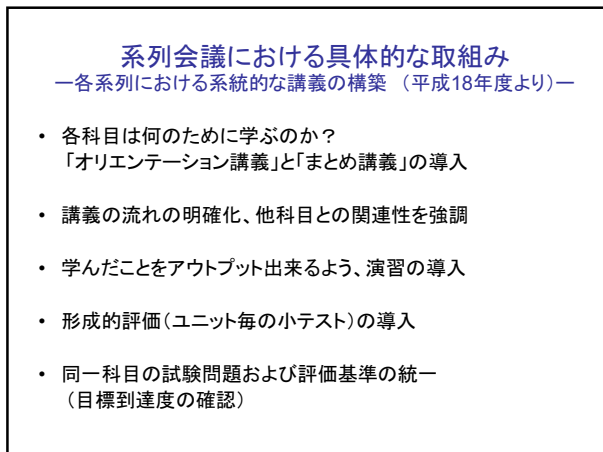 系列会議における具体的な取組み
ー各系列における系統的な講義の構築 (平成18年度より)ー
• 各科目は何のために学ぶのか?
「オリエンテーション講義」と「まとめ講義」の導入
• 講義の流れの明確化、他科目との関連性を強調
• 学んだことをアウトプット出来るよう、演習の導入
• 形成的評価(ユニット毎の小テスト)の導入
• 同一科目の試験問題および評価基準の統一
(目標到達度の確認)